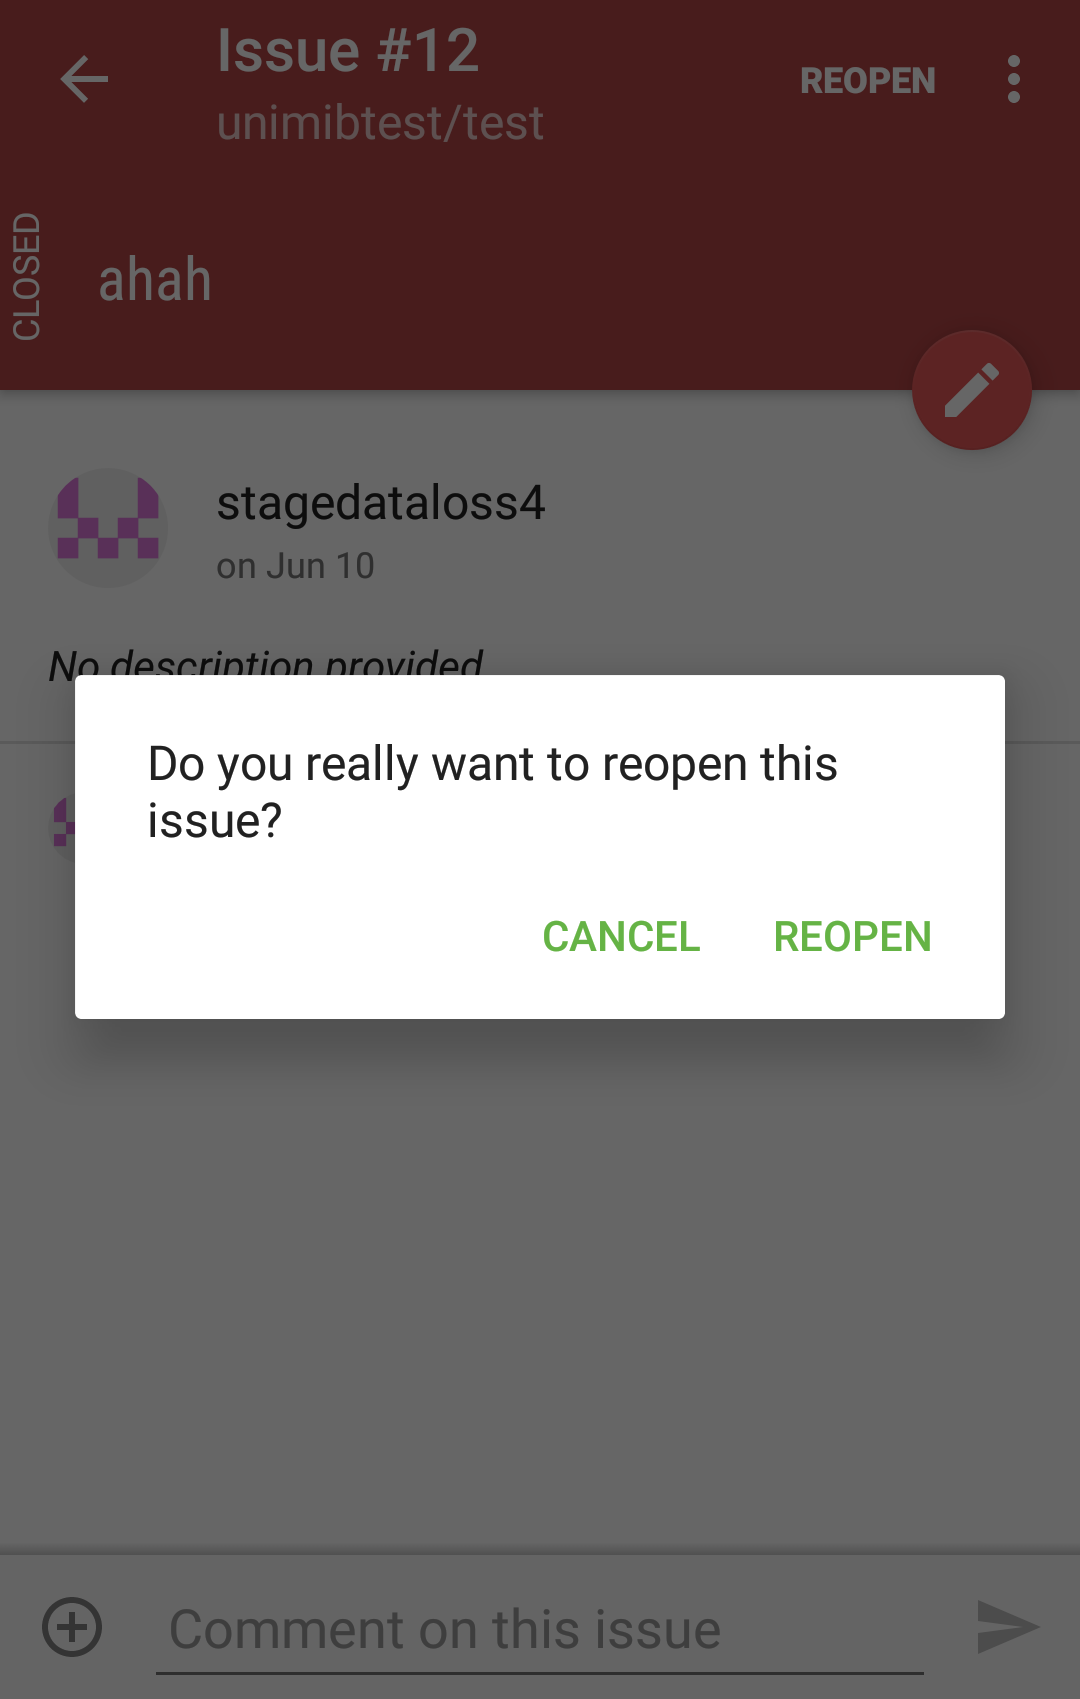 Issue #12
unimibtest/test
REOPEN
CLOSED
ahah
stagedataloss4
on Jun 10
No description provided
Do you really want to reopen this
issue?
CANCEL
REOPEN
Comment on this issue